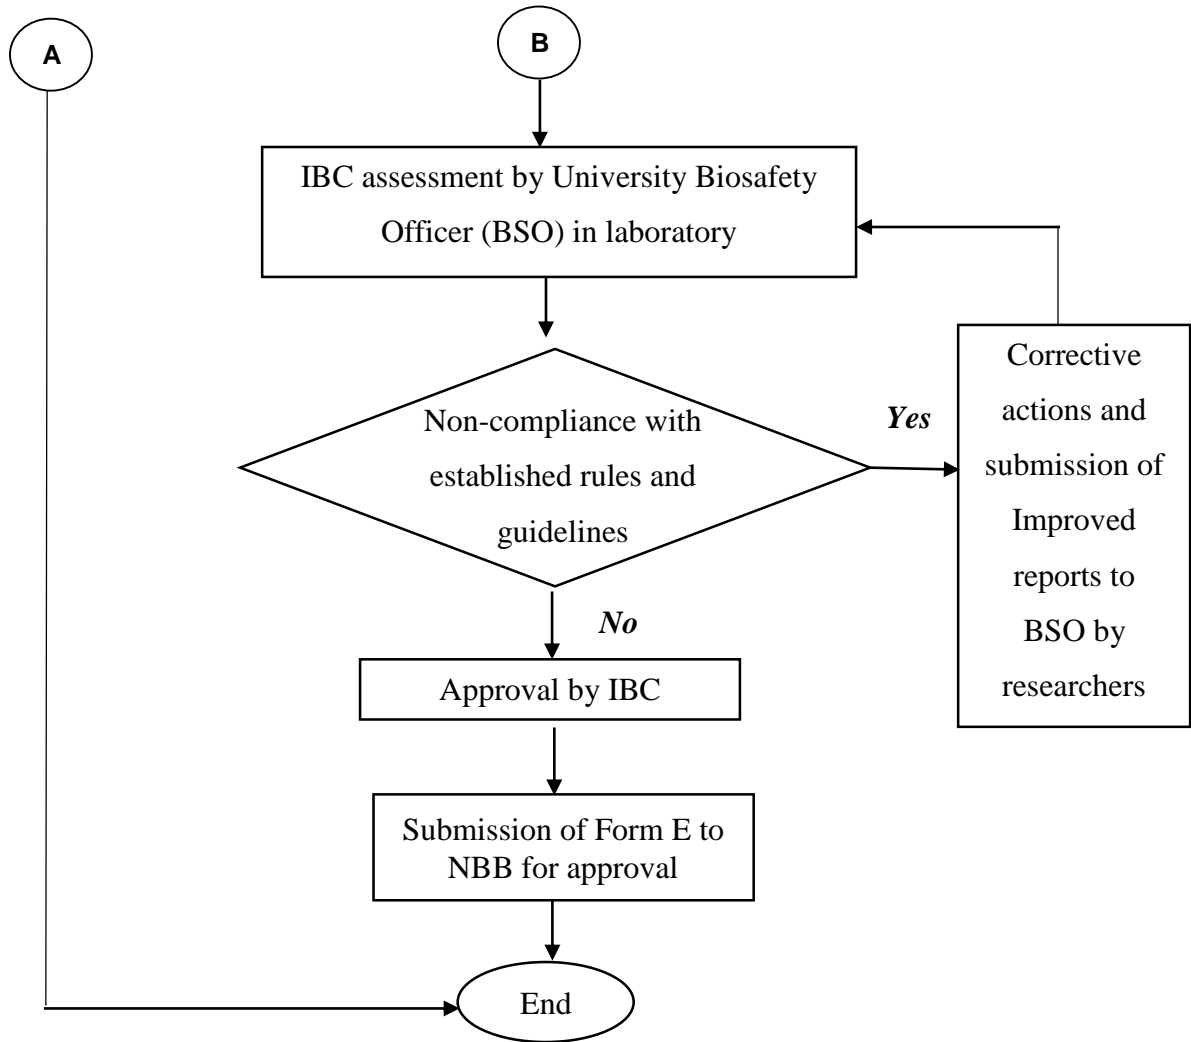 A
B
IBC assessment by University Biosafety
Officer (BSO) in laboratory
Non-compliance with
established rules and
guidelines
Yes
Corrective
actions and
submission of
Improved
reports to
BSO by
researchers
No
Approval by IBC
Submission of Form E to
NBB for approval
End